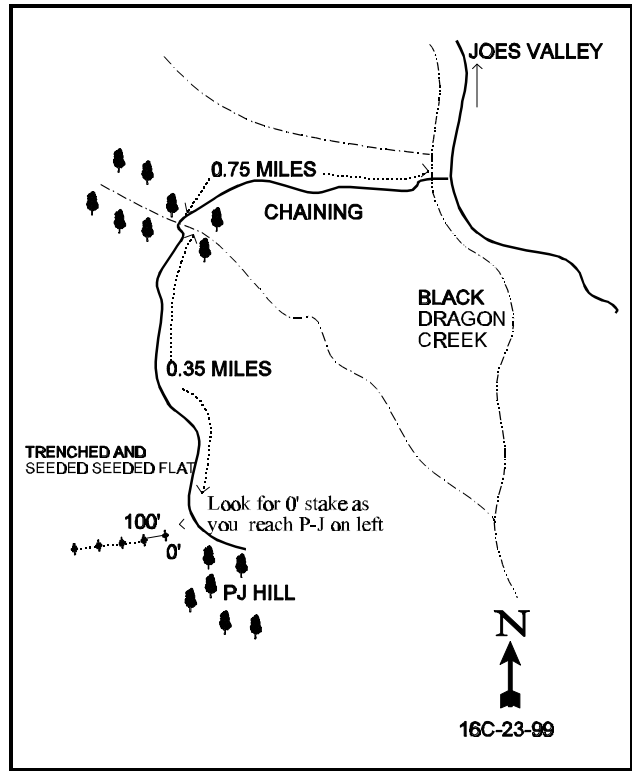 JOES VALLEY
0.75 MILES
CHAINING
BLACK
DRAGON
CREEK
0.35 MILES
TRENCHED AND
SEEDED SEEDED FLAT
Look for 0' stake as
you reach P-J on left
100'
0'
PJ HILL
N
16C-23-99